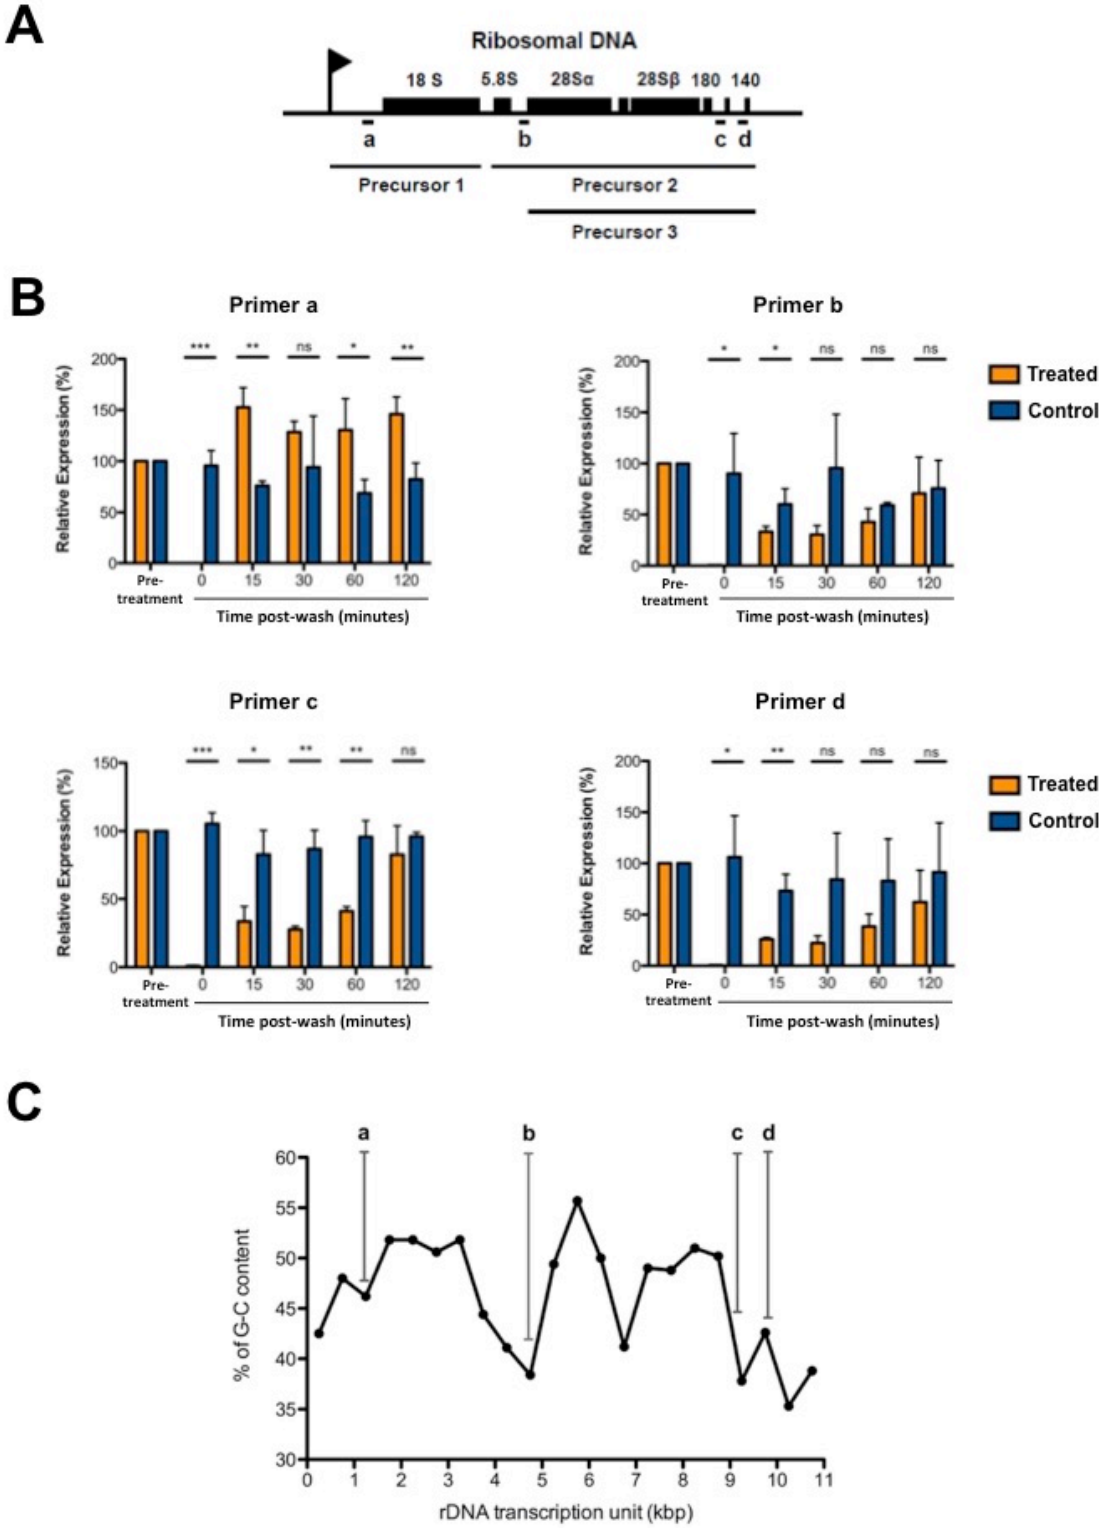 A
Ribosomal DNA
18 S 5.8S 28Sα 28Sβ 180 140
a b c d
Precursor 1 Precursor 2
Precursor 3
B
Primer a
*** ** ns * **
200
150
100
50
0
Relative Expression (%)
Pre-treatment 0 15 30 60 120
Time post-wash (minutes)
Primer b
* * ns ns ns
200
150
100
50
0
Relative Expression (%)
Pre-treatment 0 15 30 60 120
Time post-wash (minutes)
Treated
Control
Primer c
*** * ** ** ns
150
100
50
0
Relative Expression (%)
Pre-treatment 0 15 30 60 120
Time post-wash (minutes)
Primer d
* ** ns ns ns
200
150
100
50
0
Relative Expression (%)
Pre-treatment 0 15 30 60 120
Time post-wash (minutes)
Treated
Control
C
a b c d
60
55
50
45
40
35
30
% of G-C content
0 1 2 3 4 5 6 7 8 9 10 11
rDNA transcription unit (kbp)